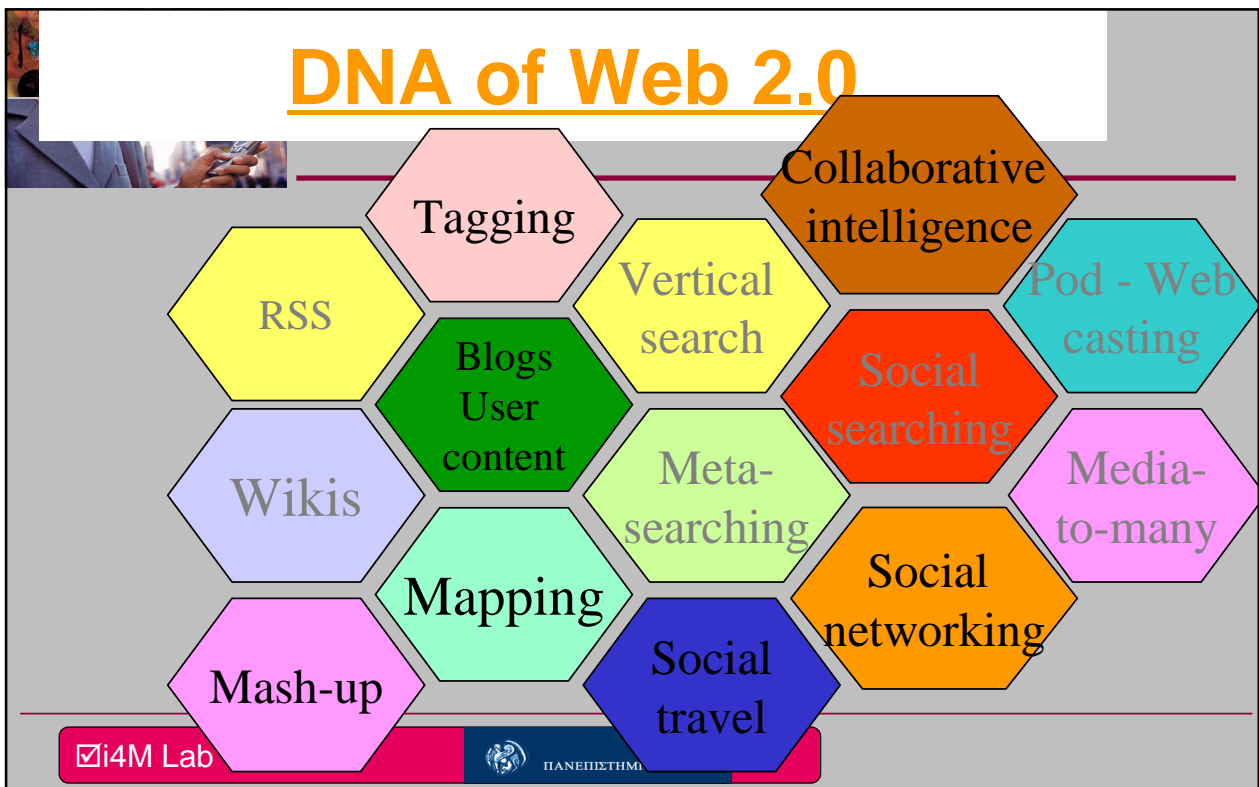 DNA of Web 2.0
Collaborative
intelligence
Tagging
Vertical
search
Pod - Web
casting
RSS
Blogs
User
content
Social
searching
Wikis
Meta-
searching
Media-
to-many
Mapping
Social
networking
Mash-up
Social
travel
☑i4M Lab